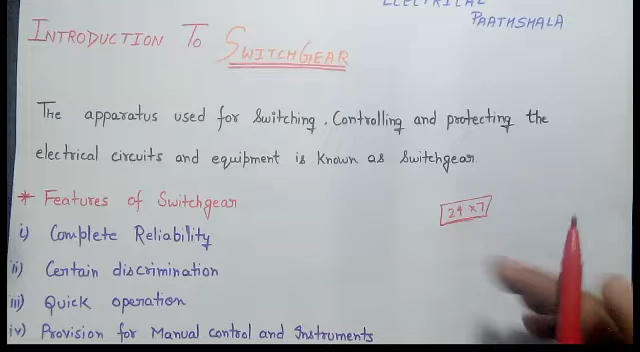 ELECTRICAL
PAATHSHALA
INTRODUCTION TO SWITCHGEAR
The apparatus used for switching, Controlling and protecting the
electrical circuits and equipment is known as switchgear.
* Features of Switchgear
i) Complete Reliability
24 x 7
ii) Certain discrimination
iii) Quick operation
iv) Provision for Manual control and Instruments